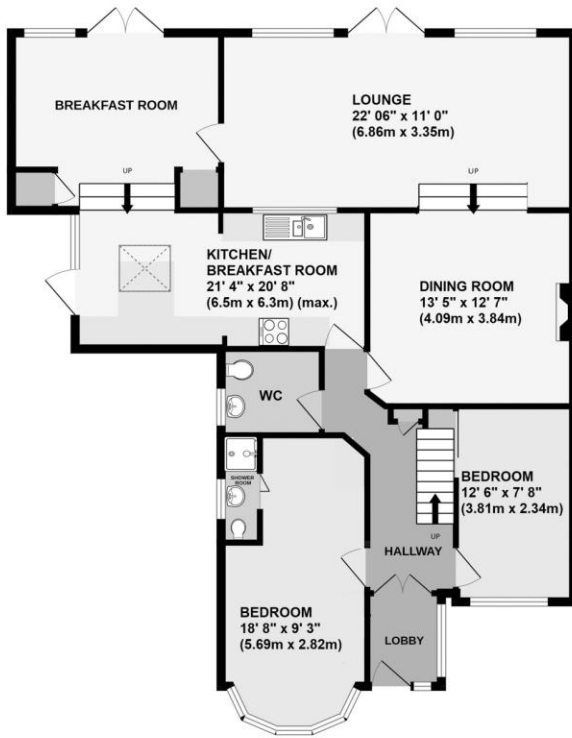 BREAKFAST ROOM
LOUNGE
22' 06" x 11' 0"
(6.86m x 3.35m)
UP
UP
KITCHEN/
BREAKFAST ROOM
21' 4" x 20' 8"
(6.5m x 6.3m) (max.)
DINING ROOM
13' 5" x 12' 7"
(4.09m x 3.84m)
WC
SHOWER
ROOM
BEDROOM
12' 6" x 7' 8"
(3.81m x 2.34m)
UP
HALLWAY
BEDROOM
18' 8" x 9' 3"
(5.69m x 2.82m)
LOBBY